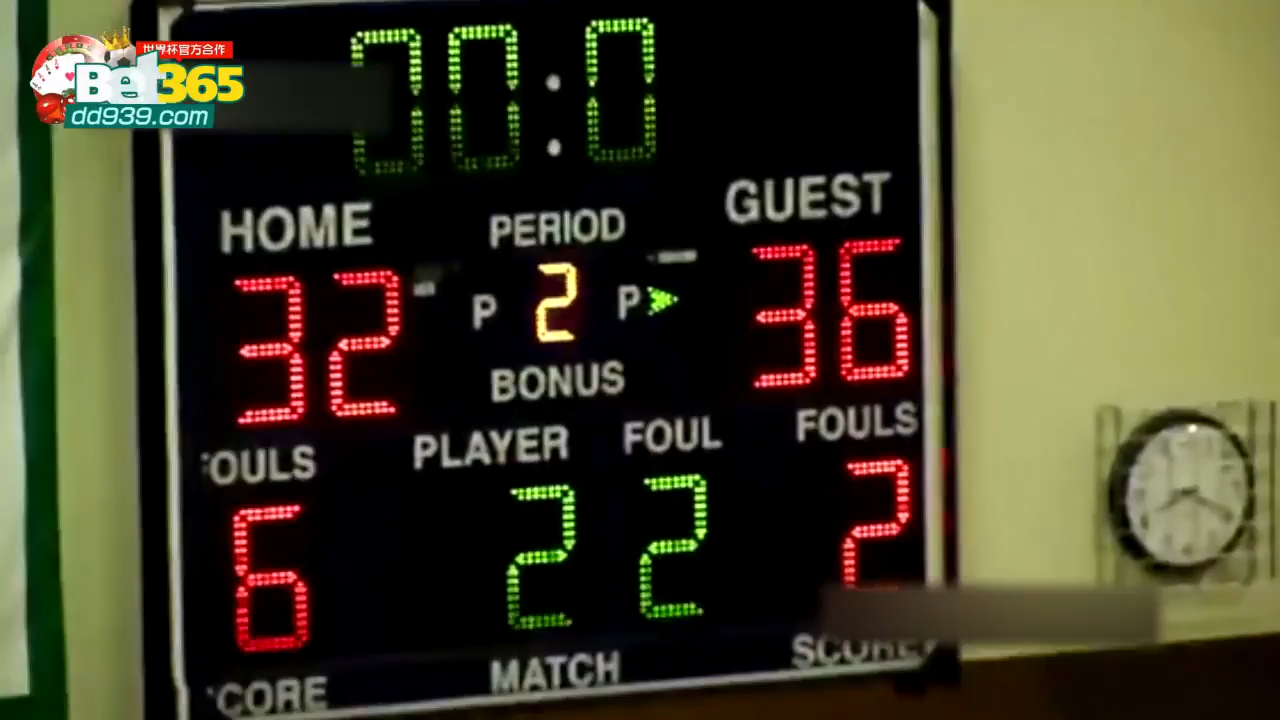 世界杯官方合作
Bet365
dd939.com
00:0
HOME
PERIOD
GUEST
32
P 2 P
36
BONUS
OULS
PLAYER
FOUL
FOULS
6
2
2
2
CORE
MATCH
SCORE